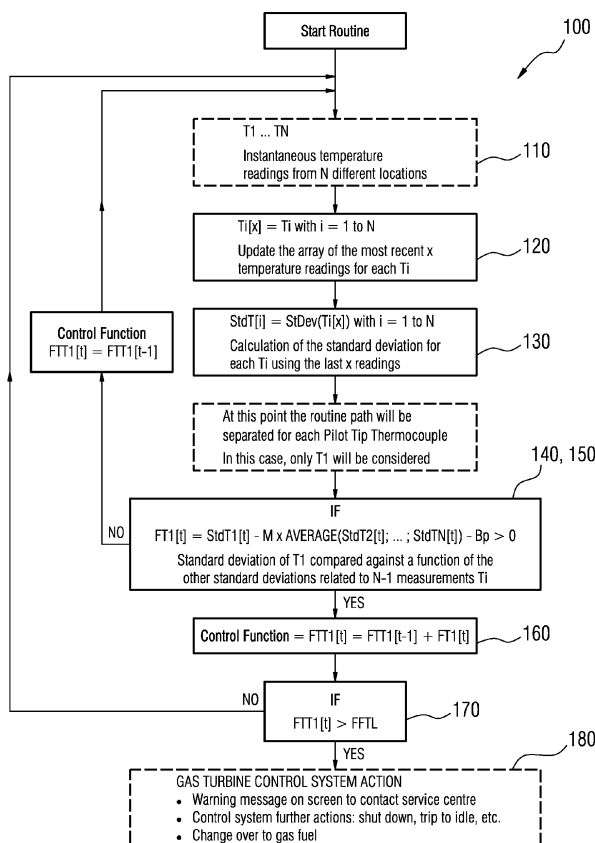 Start Routine
100
T1 ... TN
Instantaneous temperature
readings from N different locations
110
Ti[x] = Ti with i = 1 to N
Update the array of the most recent x
temperature readings for each Ti
120
StdT[i] = StDev(Ti[x]) with i = 1 to N
Calculation of the standard deviation for
each Ti using the last x readings
130
Control Function
FTT1[t] = FTT1[t-1]
At this point the routine path will be
separated for each Pilot Tip Thermocouple
In this case, only T1 will be considered
140, 150
NO
IF
FT1[t] = StdT1[t] - M x AVERAGE(StdT2[t]; ... ; StdTN[t]) - Bp > 0
Standard deviation of T1 compared against a function of the
other standard deviations related to N-1 measurements Ti
YES
Control Function = FTT1[t] = FTT1[t-1] + FT1[t]
160
NO
IF
FTT1[t] > FFTL
170
YES
180
GAS TURBINE CONTROL SYSTEM ACTION
• Warning message on screen to contact service centre
• Control system further actions: shut down, trip to idle, etc.
• Change over to gas fuel